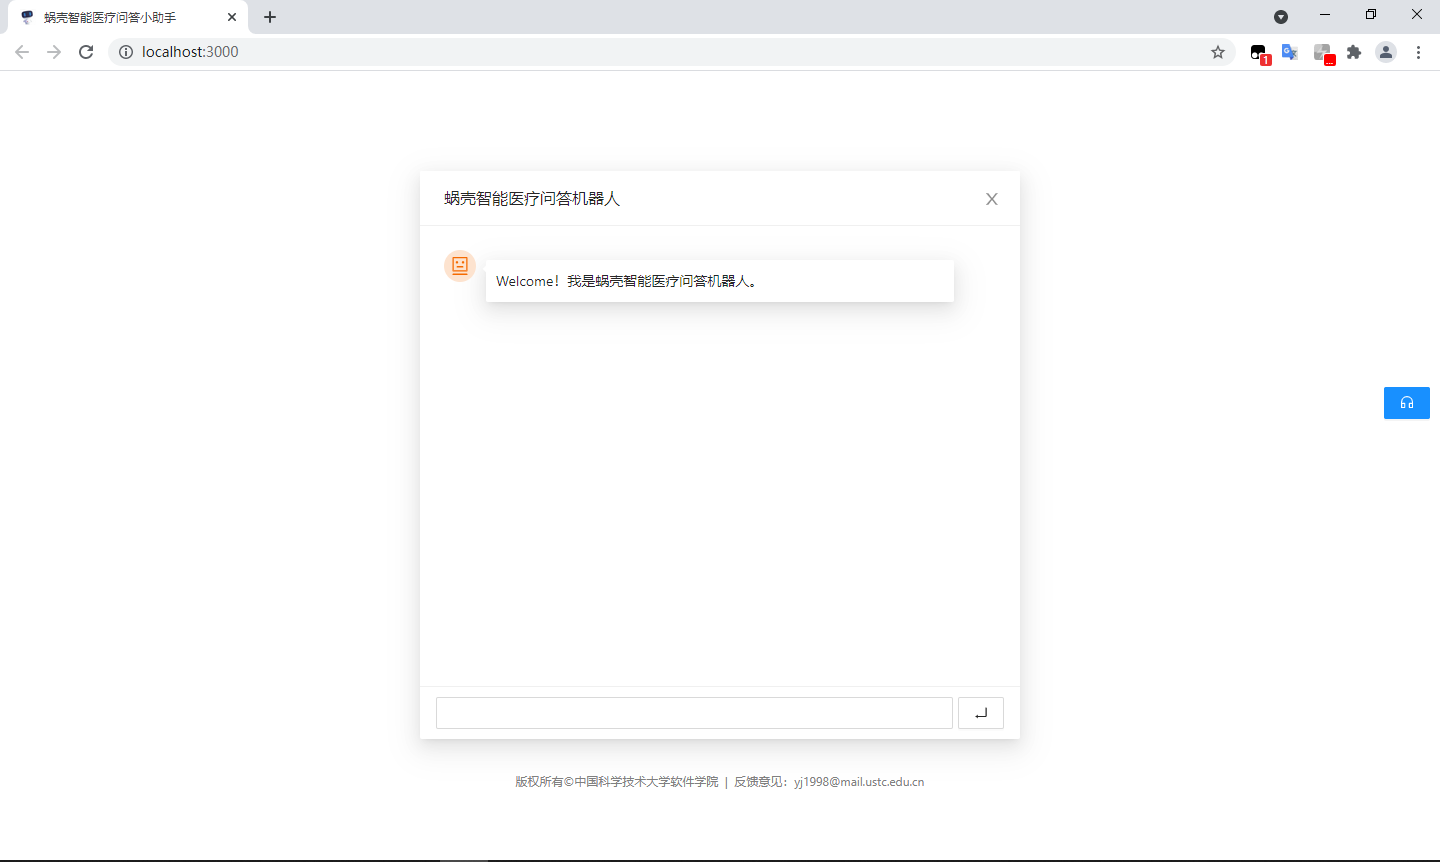 蜗壳智能医疗问答小助手
localhost:3000
1
...
蜗壳智能医疗问答机器人
Welcome！我是蜗壳智能医疗问答机器人。
版权所有©中国科学技术大学软件学院 | 反馈意见：yj1998@mail.ustc.edu.cn